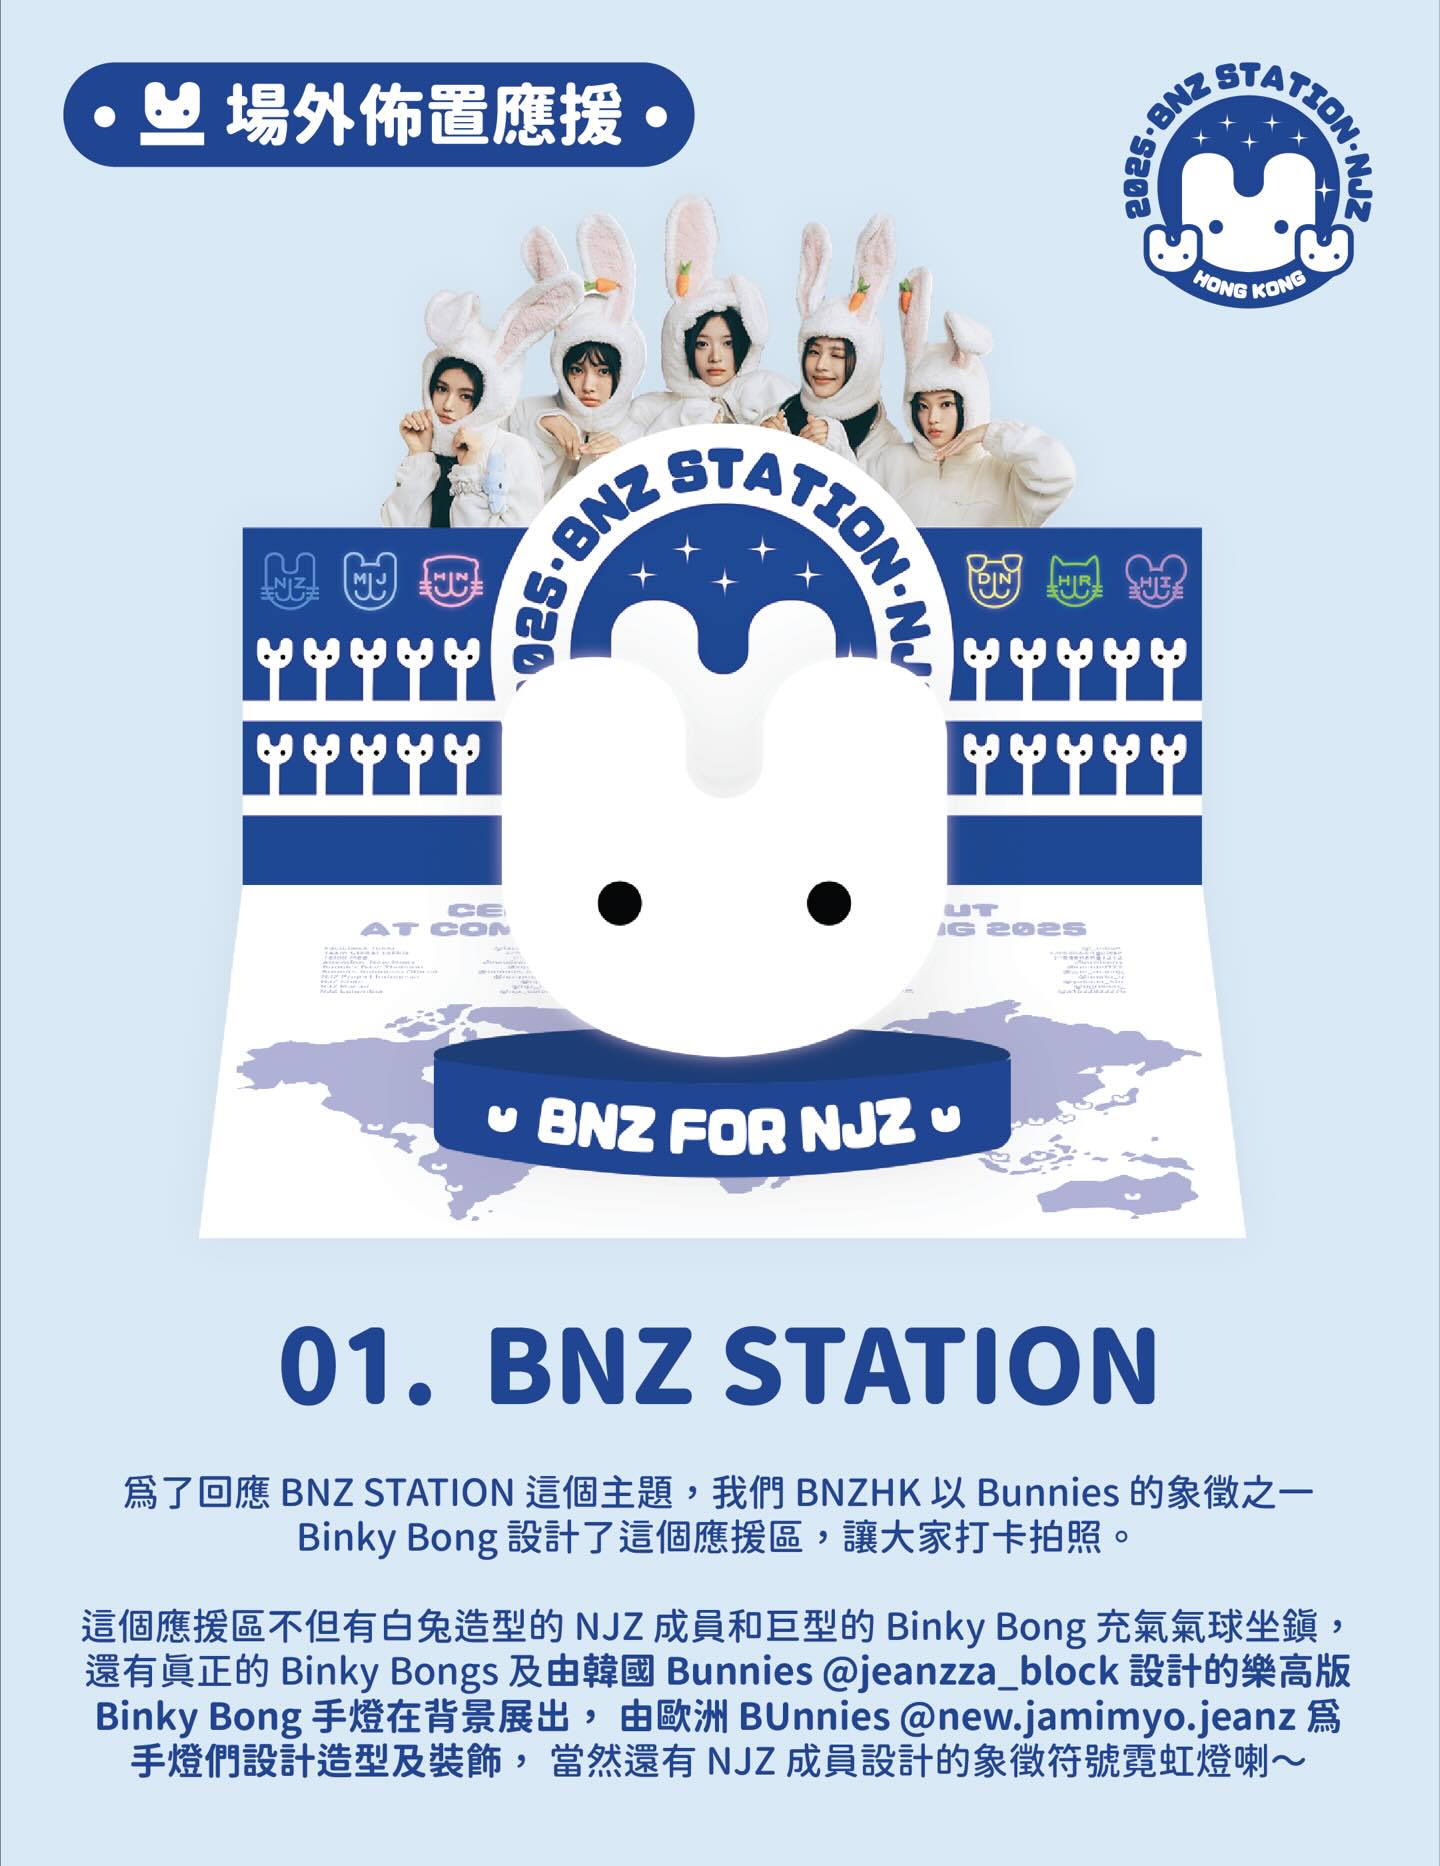 場外佈置應援
2025·BNZ STATION·NJZ
HONG KONG
BNZ STATION
NJZ
MJ
HN
DN
HR
HI
AT
2025
BNZ FOR NJZ
01. BNZ STATION
爲了回應 BNZ STATION 這個主題，我們 BNZHK 以 Bunnies 的象徵之一
Binky Bong 設計了這個應援區，讓大家打卡拍照。
這個應援區不但有白兔造型的 NJZ 成員和巨型的 Binky Bong 充氣氣球坐鎭，
還有眞正的 Binky Bongs 及由韓國 Bunnies @jeanzza_block 設計的樂高版
Binky Bong 手燈在背景展出， 由歐洲 BUnnies @new.jamimyo.jeanz 爲
手燈們設計造型及裝飾， 當然還有 NJZ 成員設計的象徵符號霓虹燈喇～